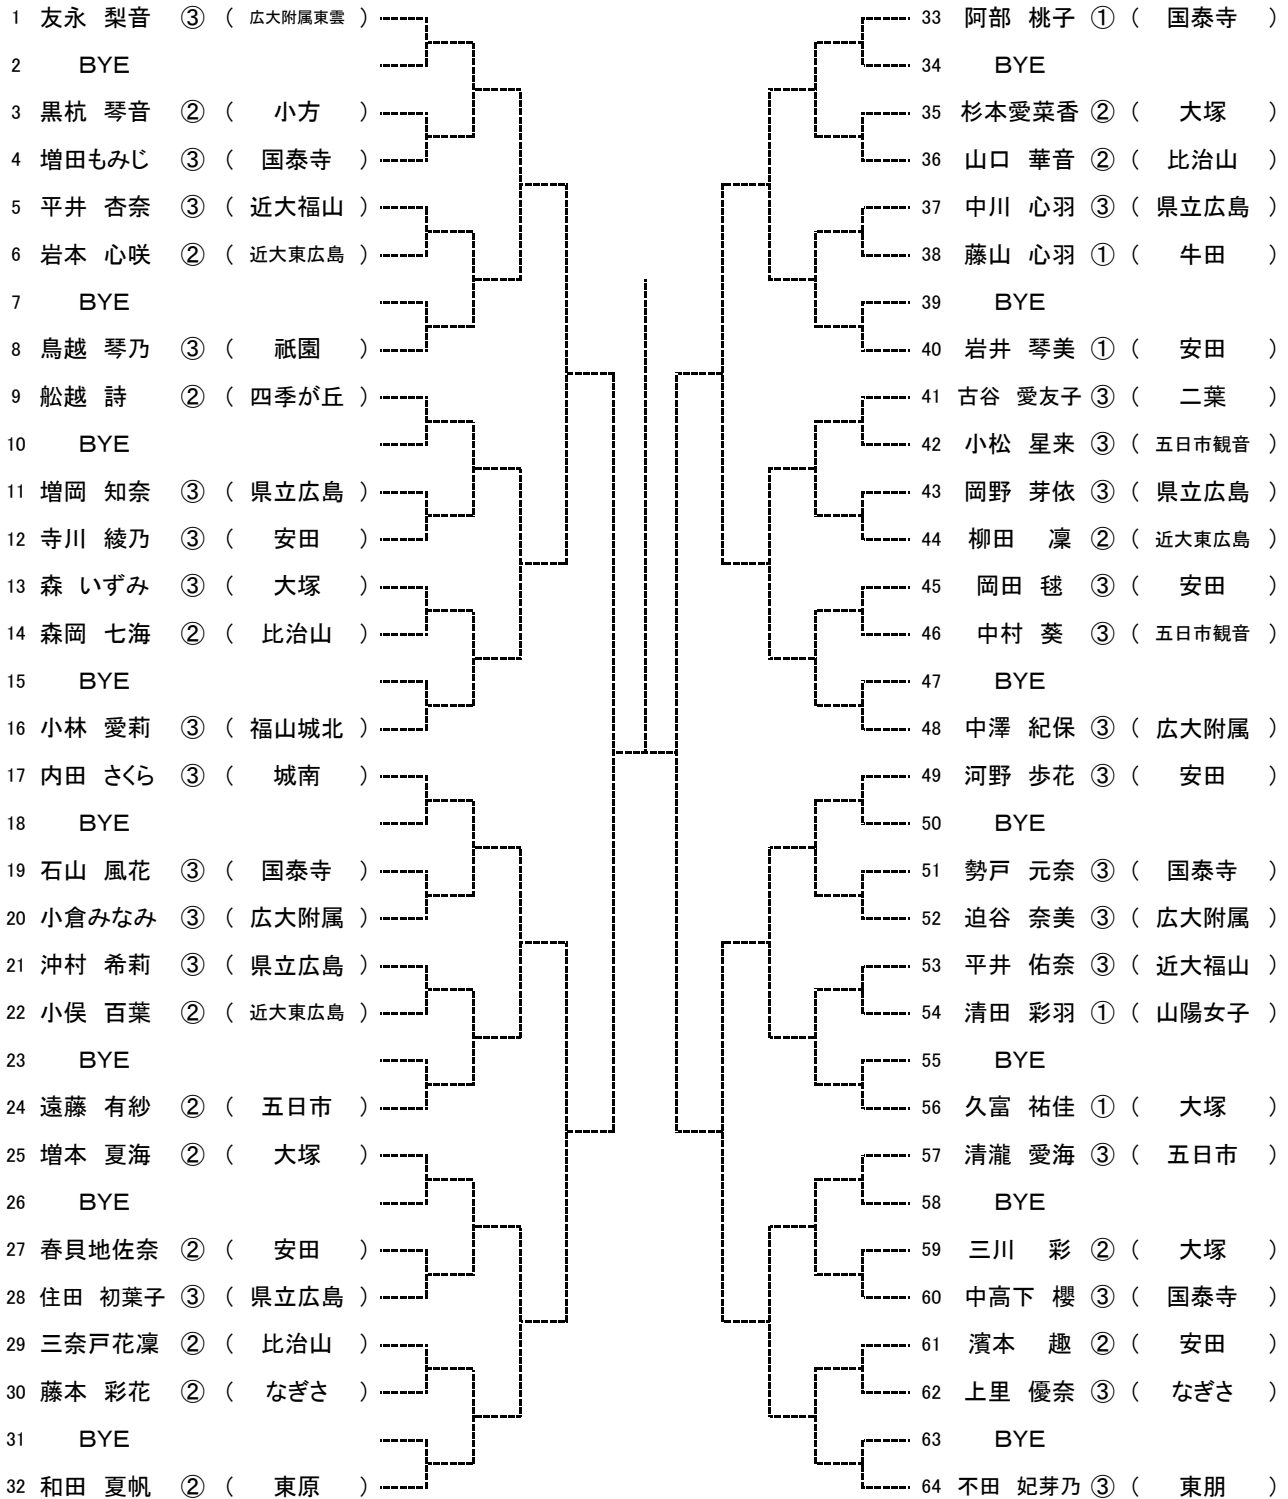 1 友永 梨音 ③ ( 広大附属東雲 )
2 BYE
3 黒杭 琴音 ② ( 小方 )
4 増田もみじ ③ ( 国泰寺 )
5 平井 杏奈 ③ ( 近大福山 )
6 岩本 心咲 ② ( 近大東広島 )
7 BYE
8 鳥越 琴乃 ③ ( 祇園 )
9 舩越 詩 ② ( 四季が丘 )
10 BYE
11 増岡 知奈 ③ ( 県立広島 )
12 寺川 綾乃 ③ ( 安田 )
13 森 いずみ ③ ( 大塚 )
14 森岡 七海 ② ( 比治山 )
15 BYE
16 小林 愛莉 ③ ( 福山城北 )
17 内田 さくら ③ ( 城南 )
18 BYE
19 石山 風花 ③ ( 国泰寺 )
20 小倉みなみ ③ ( 広大附属 )
21 沖村 希莉 ③ ( 県立広島 )
22 小俣 百葉 ② ( 近大東広島 )
23 BYE
24 遠藤 有紗 ② ( 五日市 )
25 増本 夏海 ② ( 大塚 )
26 BYE
27 春貝地佐奈 ② ( 安田 )
28 住田 初葉子 ③ ( 県立広島 )
29 三奈戸花凜 ② ( 比治山 )
30 藤本 彩花 ② ( なぎさ )
31 BYE
32 和田 夏帆 ② ( 東原 )
33 阿部 桃子 ① ( 国泰寺 )
34 BYE
35 杉本愛菜香 ② ( 大塚 )
36 山口 華音 ② ( 比治山 )
37 中川 心羽 ③ ( 県立広島 )
38 藤山 心羽 ① ( 牛田 )
39 BYE
40 岩井 琴美 ① ( 安田 )
41 古谷 愛友子 ③ ( 二葉 )
42 小松 星来 ③ ( 五日市観音 )
43 岡野 芽依 ③ ( 県立広島 )
44 柳田 凜 ② ( 近大東広島 )
45 岡田 毬 ③ ( 安田 )
46 中村 葵 ③ ( 五日市観音 )
47 BYE
48 中澤 紀保 ③ ( 広大附属 )
49 河野 歩花 ③ ( 安田 )
50 BYE
51 勢戸 元奈 ③ ( 国泰寺 )
52 迫谷 奈美 ③ ( 広大附属 )
53 平井 佑奈 ③ ( 近大福山 )
54 清田 彩羽 ① ( 山陽女子 )
55 BYE
56 久富 祐佳 ① ( 大塚 )
57 清瀧 愛海 ③ ( 五日市 )
58 BYE
59 三川 彩 ② ( 大塚 )
60 中高下 櫻 ③ ( 国泰寺 )
61 濱本 趣 ② ( 安田 )
62 上里 優奈 ③ ( なぎさ )
63 BYE
64 不田 妃芽乃 ③ ( 東朋 )